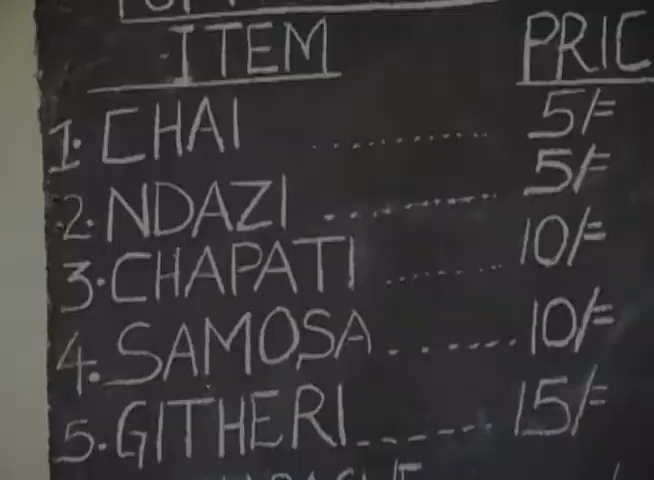 ITEM PRIC
1. CHAI .......... 5/=
2. NDAZI .......... 5/=
3. CHAPATI ........ 10/=
4. SAMOSA ....... 10/=
5. GITHERI ...... 15/=